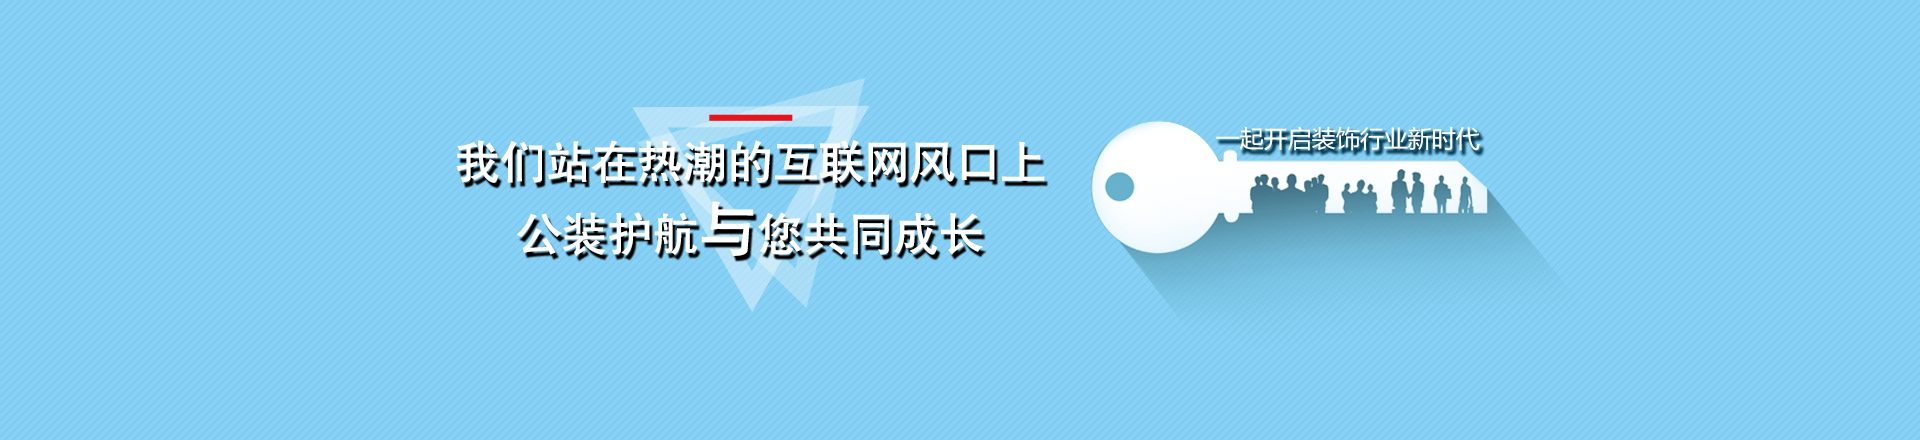 我们站在热潮的互联网风口上
公装护航与您共同成长
一起开启装饰行业新时代